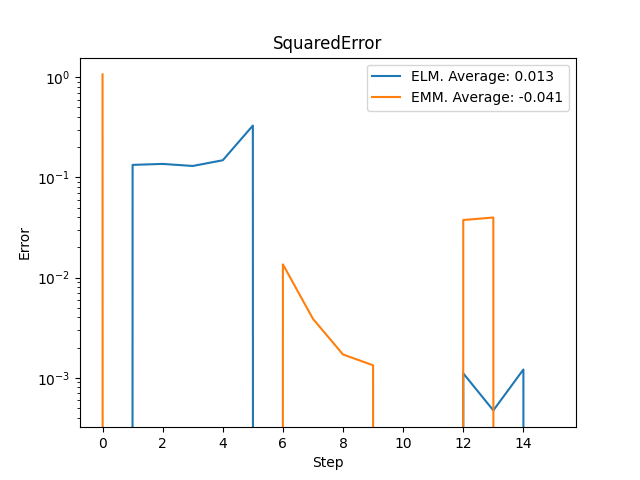 SquaredError
ELM. Average: 0.013
EMM. Average: -0.041
Error
10⁰
10⁻¹
10⁻²
10⁻³
0 2 4 6 8 10 12 14
Step